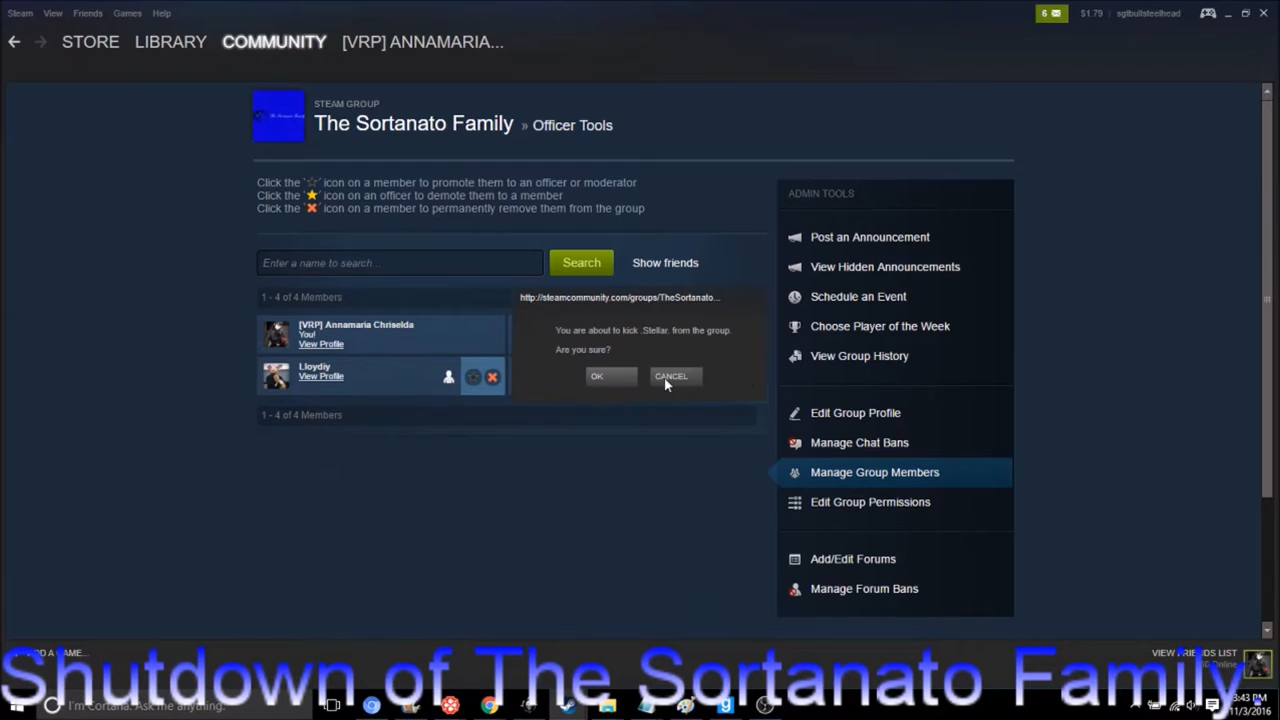 Steam View Friends Games Help
6 $1.79 sgtbullsteelhead
STORE LIBRARY COMMUNITY [VRP] ANNAMARIA...
STEAM GROUP
The Sortanato Family » Officer Tools
Click the '☆' icon on a member to promote them to an officer or moderator
Click the '★' icon on an officer to demote them to a member
Click the '✖' icon on a member to permanently remove them from the group
Enter a name to search... Search Show friends
1 - 4 of 4 Members
[VRP] Annamaria Chriselda
You!
View Profile
Lloydiy
View Profile
1 - 4 of 4 Members
http://steamcommunity.com/groups/TheSortanato...
You are about to kick .Stellar. from the group.
Are you sure?
OK CANCEL
ADMIN TOOLS
Post an Announcement
View Hidden Announcements
Schedule an Event
Choose Player of the Week
View Group History
Edit Group Profile
Manage Chat Bans
Manage Group Members
Edit Group Permissions
Add/Edit Forums
Manage Forum Bans
A GAME...
VIEW FRIENDS LIST
Online
Shutdown of The Sortanato Family
I'm Cortana. Ask me anything.
3:43 PM
11/3/2016